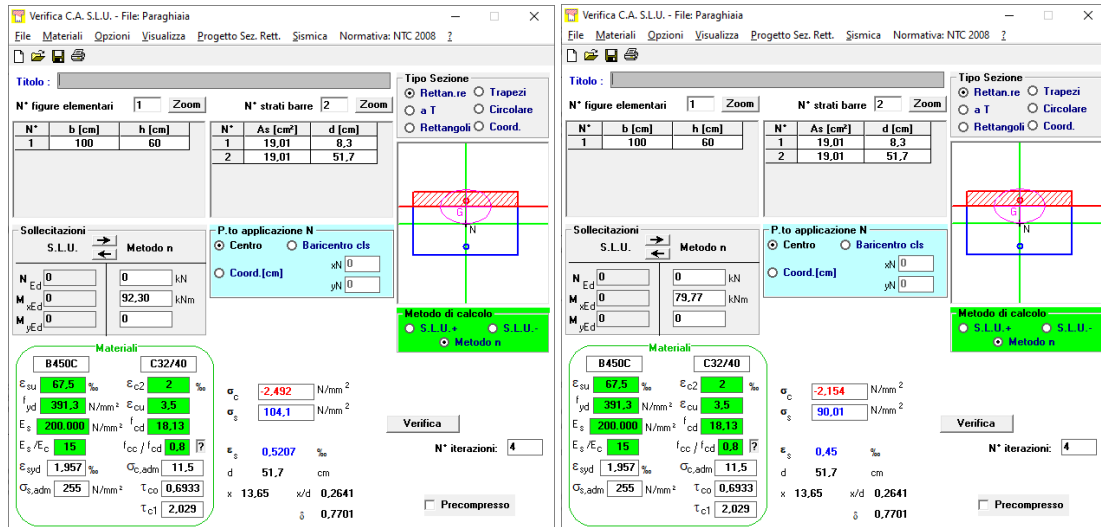 Verifica C.A. S.L.U. - File: Paraghiaia
File Materiali Opzioni Visualizza Progetto Sez. Rett. Sismica Normativa: NTC 2008 ?
Titolo :
N° figure elementari 1 Zoom N° strati barre 2 Zoom
N° b [cm] h [cm]
1 100 60
N° As [cm²] d [cm]
1 19,01 8,3
2 19,01 51,7
Tipo Sezione
Rettan.re Trapezi
a T Circolare
Rettangoli Coord.
G
N
Sollecitazioni
S.L.U. Metodo n
N Ed 0 0 kN
M xEd 0 92,30 kNm
M yEd 0 0
P.to applicazione N
Centro Baricentro cls
Coord.[cm] xN 0
yN 0
Metodo di calcolo
S.L.U.+ S.L.U.-
Metodo n
Materiali
B450C C32/40
εsu 67,5 ‰ εc2 2 ‰
fyd 391,3 N/mm² εcu 3,5
Es 200.000 N/mm² fcd 18,13
Es/Ec 15 fcc / fcd 0,8 ?
εsyd 1,957 ‰ σc,adm 11,5
σs,adm 255 N/mm² τco 0,6933
τc1 2,029
σc -2,492 N/mm²
σs 104,1 N/mm²
εs 0,5207 ‰
d 51,7 cm
x 13,65 x/d 0,2641
δ 0,7701
Verifica
N° iterazioni: 4
Precompresso
Verifica C.A. S.L.U. - File: Paraghiaia
File Materiali Opzioni Visualizza Progetto Sez. Rett. Sismica Normativa: NTC 2008 ?
Titolo :
N° figure elementari 1 Zoom N° strati barre 2 Zoom
N° b [cm] h [cm]
1 100 60
N° As [cm²] d [cm]
1 19,01 8,3
2 19,01 51,7
Tipo Sezione
Rettan.re Trapezi
a T Circolare
Rettangoli Coord.
G
N
Sollecitazioni
S.L.U. Metodo n
N Ed 0 0 kN
M xEd 0 79,77 kNm
M yEd 0 0
P.to applicazione N
Centro Baricentro cls
Coord.[cm] xN 0
yN 0
Metodo di calcolo
S.L.U.+ S.L.U.-
Metodo n
Materiali
B450C C32/40
εsu 67,5 ‰ εc2 2 ‰
fyd 391,3 N/mm² εcu 3,5
Es 200.000 N/mm² fcd 18,13
Es/Ec 15 fcc / fcd 0,8 ?
εsyd 1,957 ‰ σc,adm 11,5
σs,adm 255 N/mm² τco 0,6933
τc1 2,029
σc -2,154 N/mm²
σs 90,01 N/mm²
εs 0,45 ‰
d 51,7 cm
x 13,65 x/d 0,2641
δ 0,7701
Verifica
N° iterazioni: 4
Precompresso